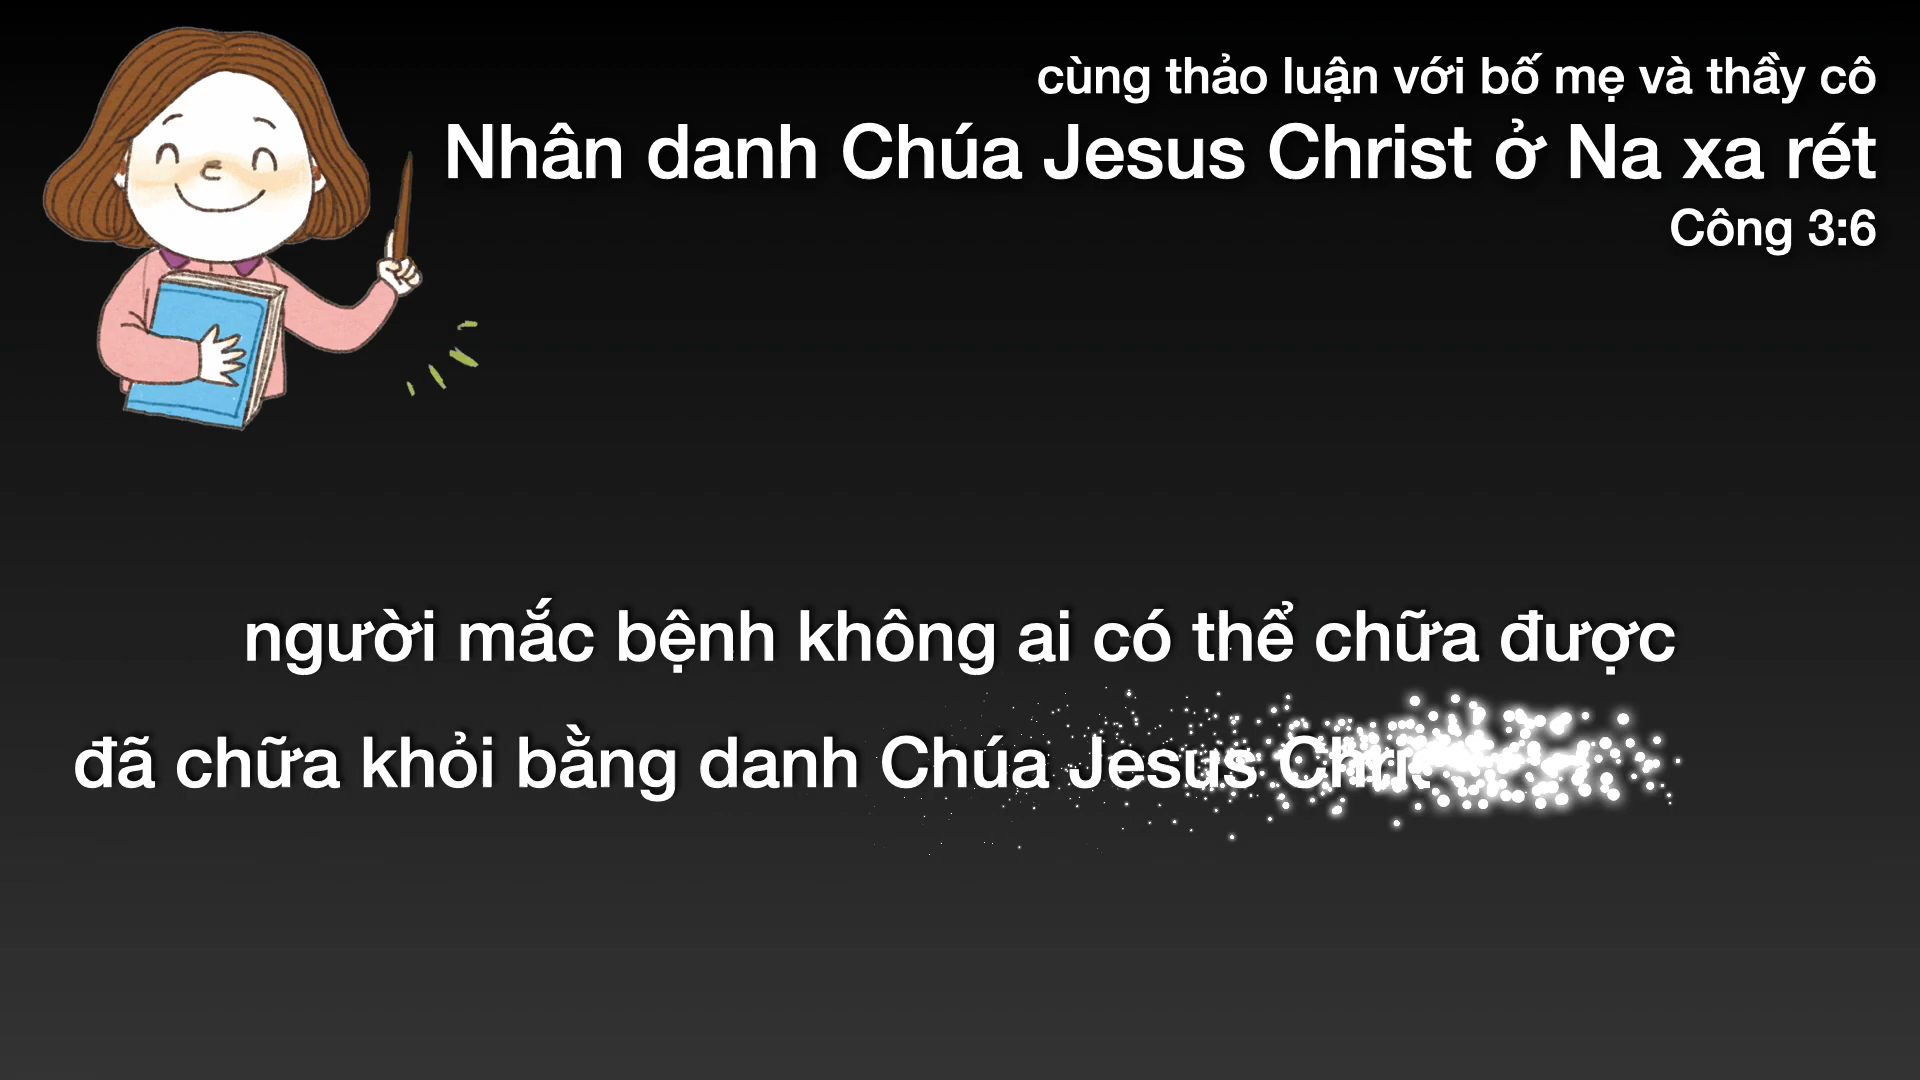 cùng thảo luận với bố mẹ và thầy cô
Nhân danh Chúa Jesus Christ ở Na xa rét
Công 3:6
người mắc bệnh không ai có thể chữa được
đã chữa khỏi bằng danh Chúa Jesus